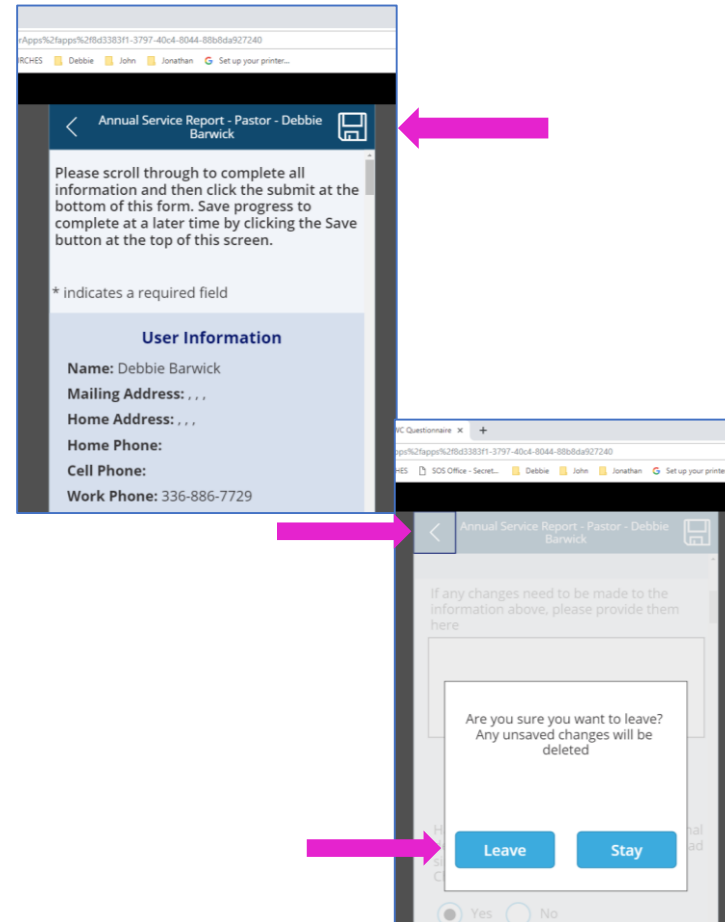 rApps%2fapps%2f8d3383f1-3797-40c4-8044-88b8da927240
IRCHES Debbie John Jonathan G Set up your printer...
Annual Service Report - Pastor - Debbie
Barwick
Please scroll through to complete all
information and then click the submit at the
bottom of this form. Save progress to
complete at a later time by clicking the Save
button at the top of this screen.
* indicates a required field
User Information
Name: Debbie Barwick
Mailing Address: , , ,
Home Address: , , ,
Home Phone:
Cell Phone:
Work Phone: 336-886-7729
WC Questionnaire × +
pps%2fapps%2f8d3383f1-3797-40c4-8044-88b8da927240
HES SOS Office - Secret... Debbie John Jonathan G Set up your printe
Annual Service Report - Pastor - Debbie
Barwick
If any changes need to be made to the
information above, please provide them
here
Are you sure you want to leave?
Any unsaved changes will be
deleted
Leave Stay
Yes No